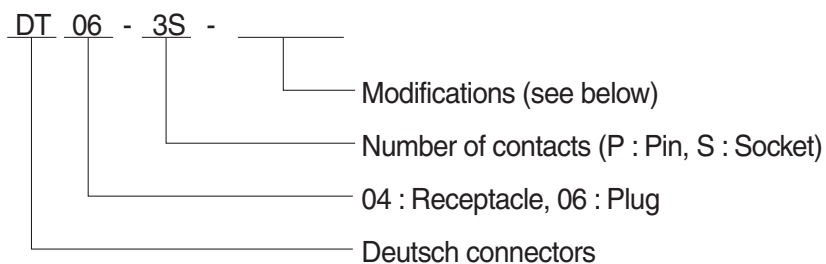 DT 06 - 3S -
Modifications (see below)
Number of contacts (P : Pin, S : Socket)
04 : Receptacle, 06 : Plug
Deutsch connectors